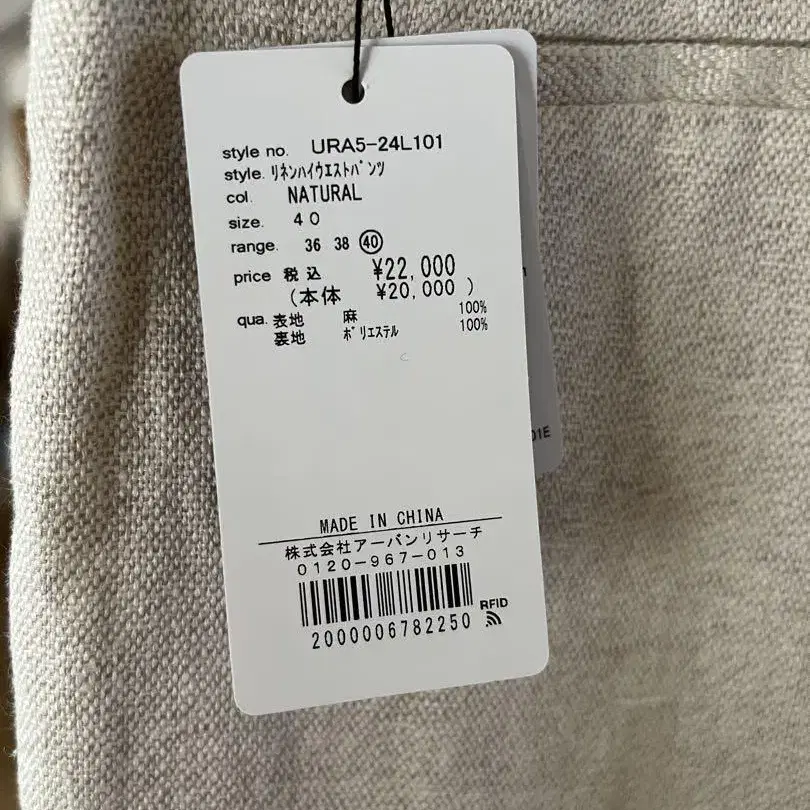 style no. URA5-24L101
style. ﾘﾈﾝﾊｲｳｴｽﾄﾊﾟﾝﾂ
col. NATURAL
size. 40
range. 36 38 ㊵
price 税込 ¥22,000
(本体 ¥20,000 )
qua. 表地 麻 100%
裏地 ﾎﾟﾘｴｽﾃﾙ 100%
MADE IN CHINA
株式会社アーバンリサーチ
0120-967-013
RFID
2000006782250
01E